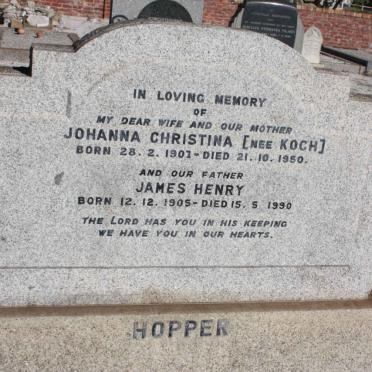 IN LOVING MEMORY
OF
MY DEAR WIFE AND OUR MOTHER
JOHANNA CHRISTINA [NEE KOCH]
BORN 28. 2. 1907 - DIED 21. 10. 1950.
AND OUR FATHER
JAMES HENRY
BORN 12. 12. 1905 - DIED 15. 5 1990
THE LORD HAS YOU IN HIS KEEPING
WE HAVE YOU IN OUR HEARTS.
HOPPER